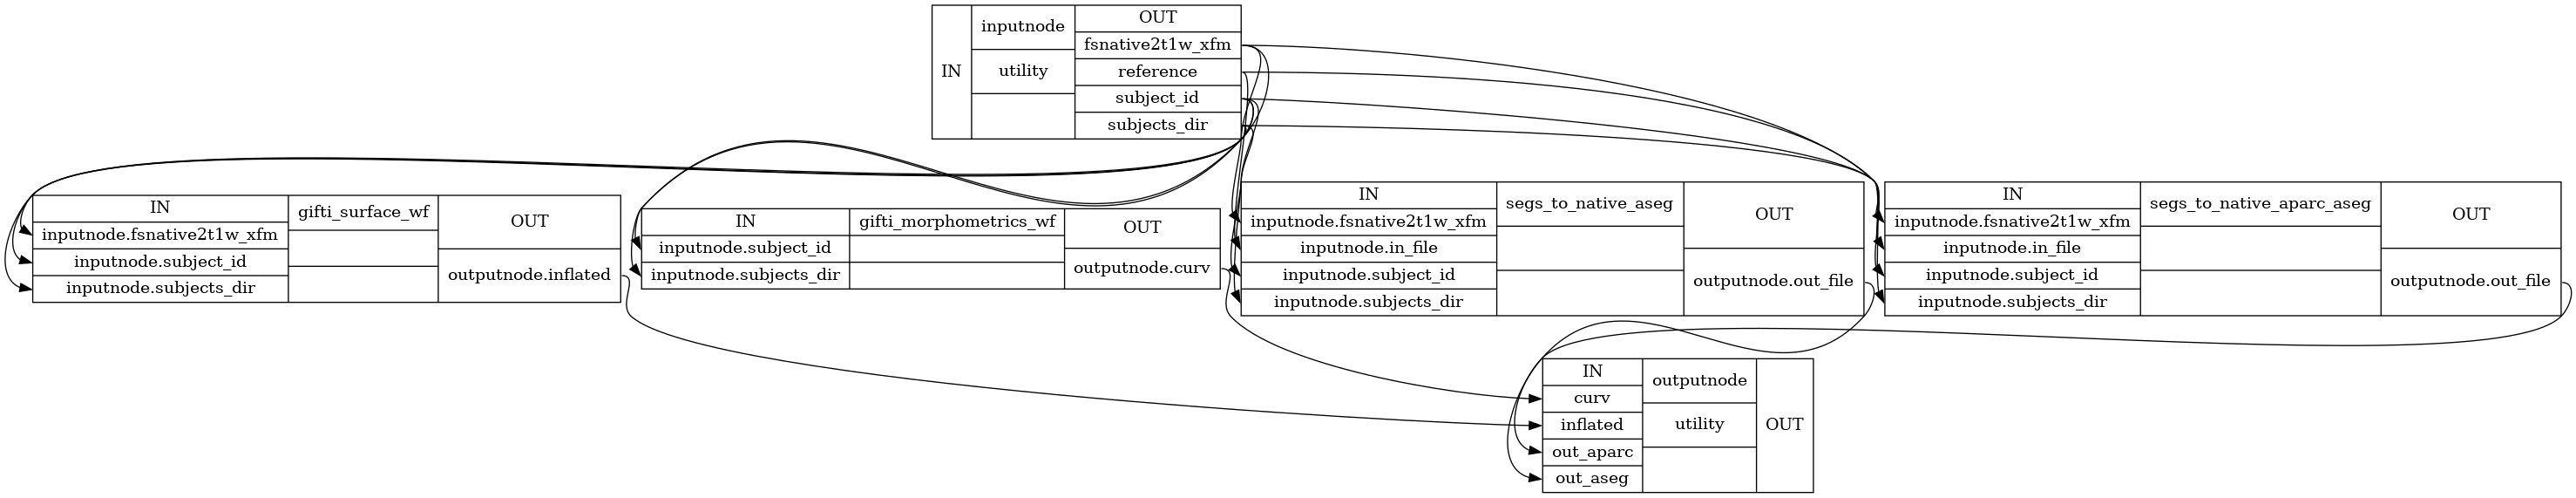 IN
inputnode
utility
OUT
fsnative2t1w_xfm
reference
subject_id
subjects_dir
IN
inputnode.fsnative2t1w_xfm
inputnode.subject_id
inputnode.subjects_dir
gifti_surface_wf
OUT
outputnode.inflated
IN
inputnode.subject_id
inputnode.subjects_dir
gifti_morphometrics_wf
OUT
outputnode.curv
IN
inputnode.fsnative2t1w_xfm
inputnode.in_file
inputnode.subject_id
inputnode.subjects_dir
segs_to_native_aseg
OUT
outputnode.out_file
IN
inputnode.fsnative2t1w_xfm
inputnode.in_file
inputnode.subject_id
inputnode.subjects_dir
segs_to_native_aparc_aseg
OUT
outputnode.out_file
IN
curv
inflated
out_aparc
out_aseg
outputnode
utility
OUT